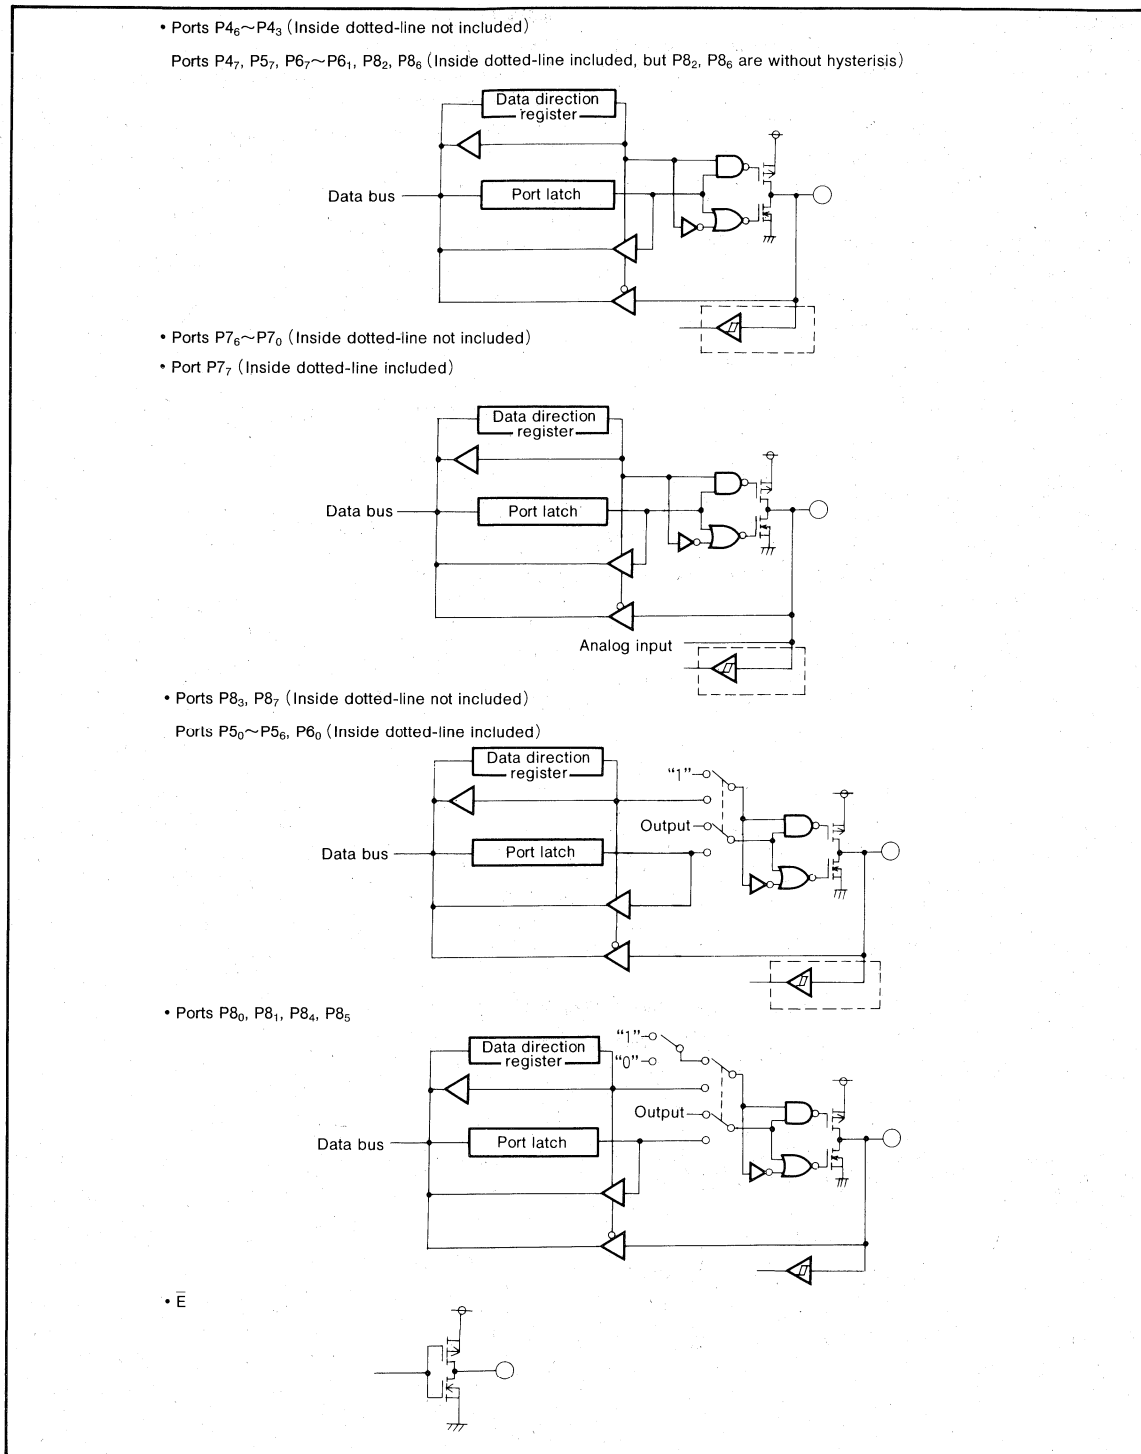 • Ports P4₆~P4₃ (Inside dotted-line not included)
Ports P4₇, P5₇, P6₇~P6₁, P8₂, P8₆ (Inside dotted-line included, but P8₂, P8₆ are without hysterisis)
Data direction
register
Data bus
Port latch
• Ports P7₆~P7₀ (Inside dotted-line not included)
• Port P7₇ (Inside dotted-line included)
Data direction
register
Data bus
Port latch
Analog input
• Ports P8₃, P8₇ (Inside dotted-line not included)
Ports P5₀~P5₆, P6₀ (Inside dotted-line included)
Data direction
register
"1"
Output
Data bus
Port latch
• Ports P8₀, P8₁, P8₄, P8₅
Data direction
register
"1"
"0"
Output
Data bus
Port latch
• E̅